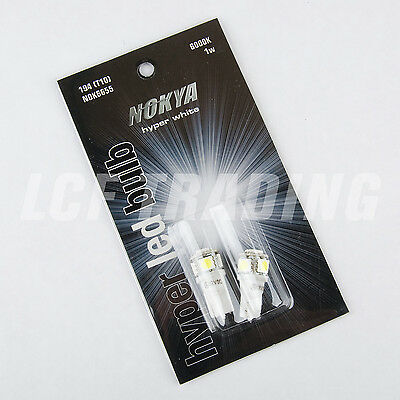 194 (T10)
NOK6655
6000K
1w
NOKYA
hyper white
hyper led bulb
LCF TRADING